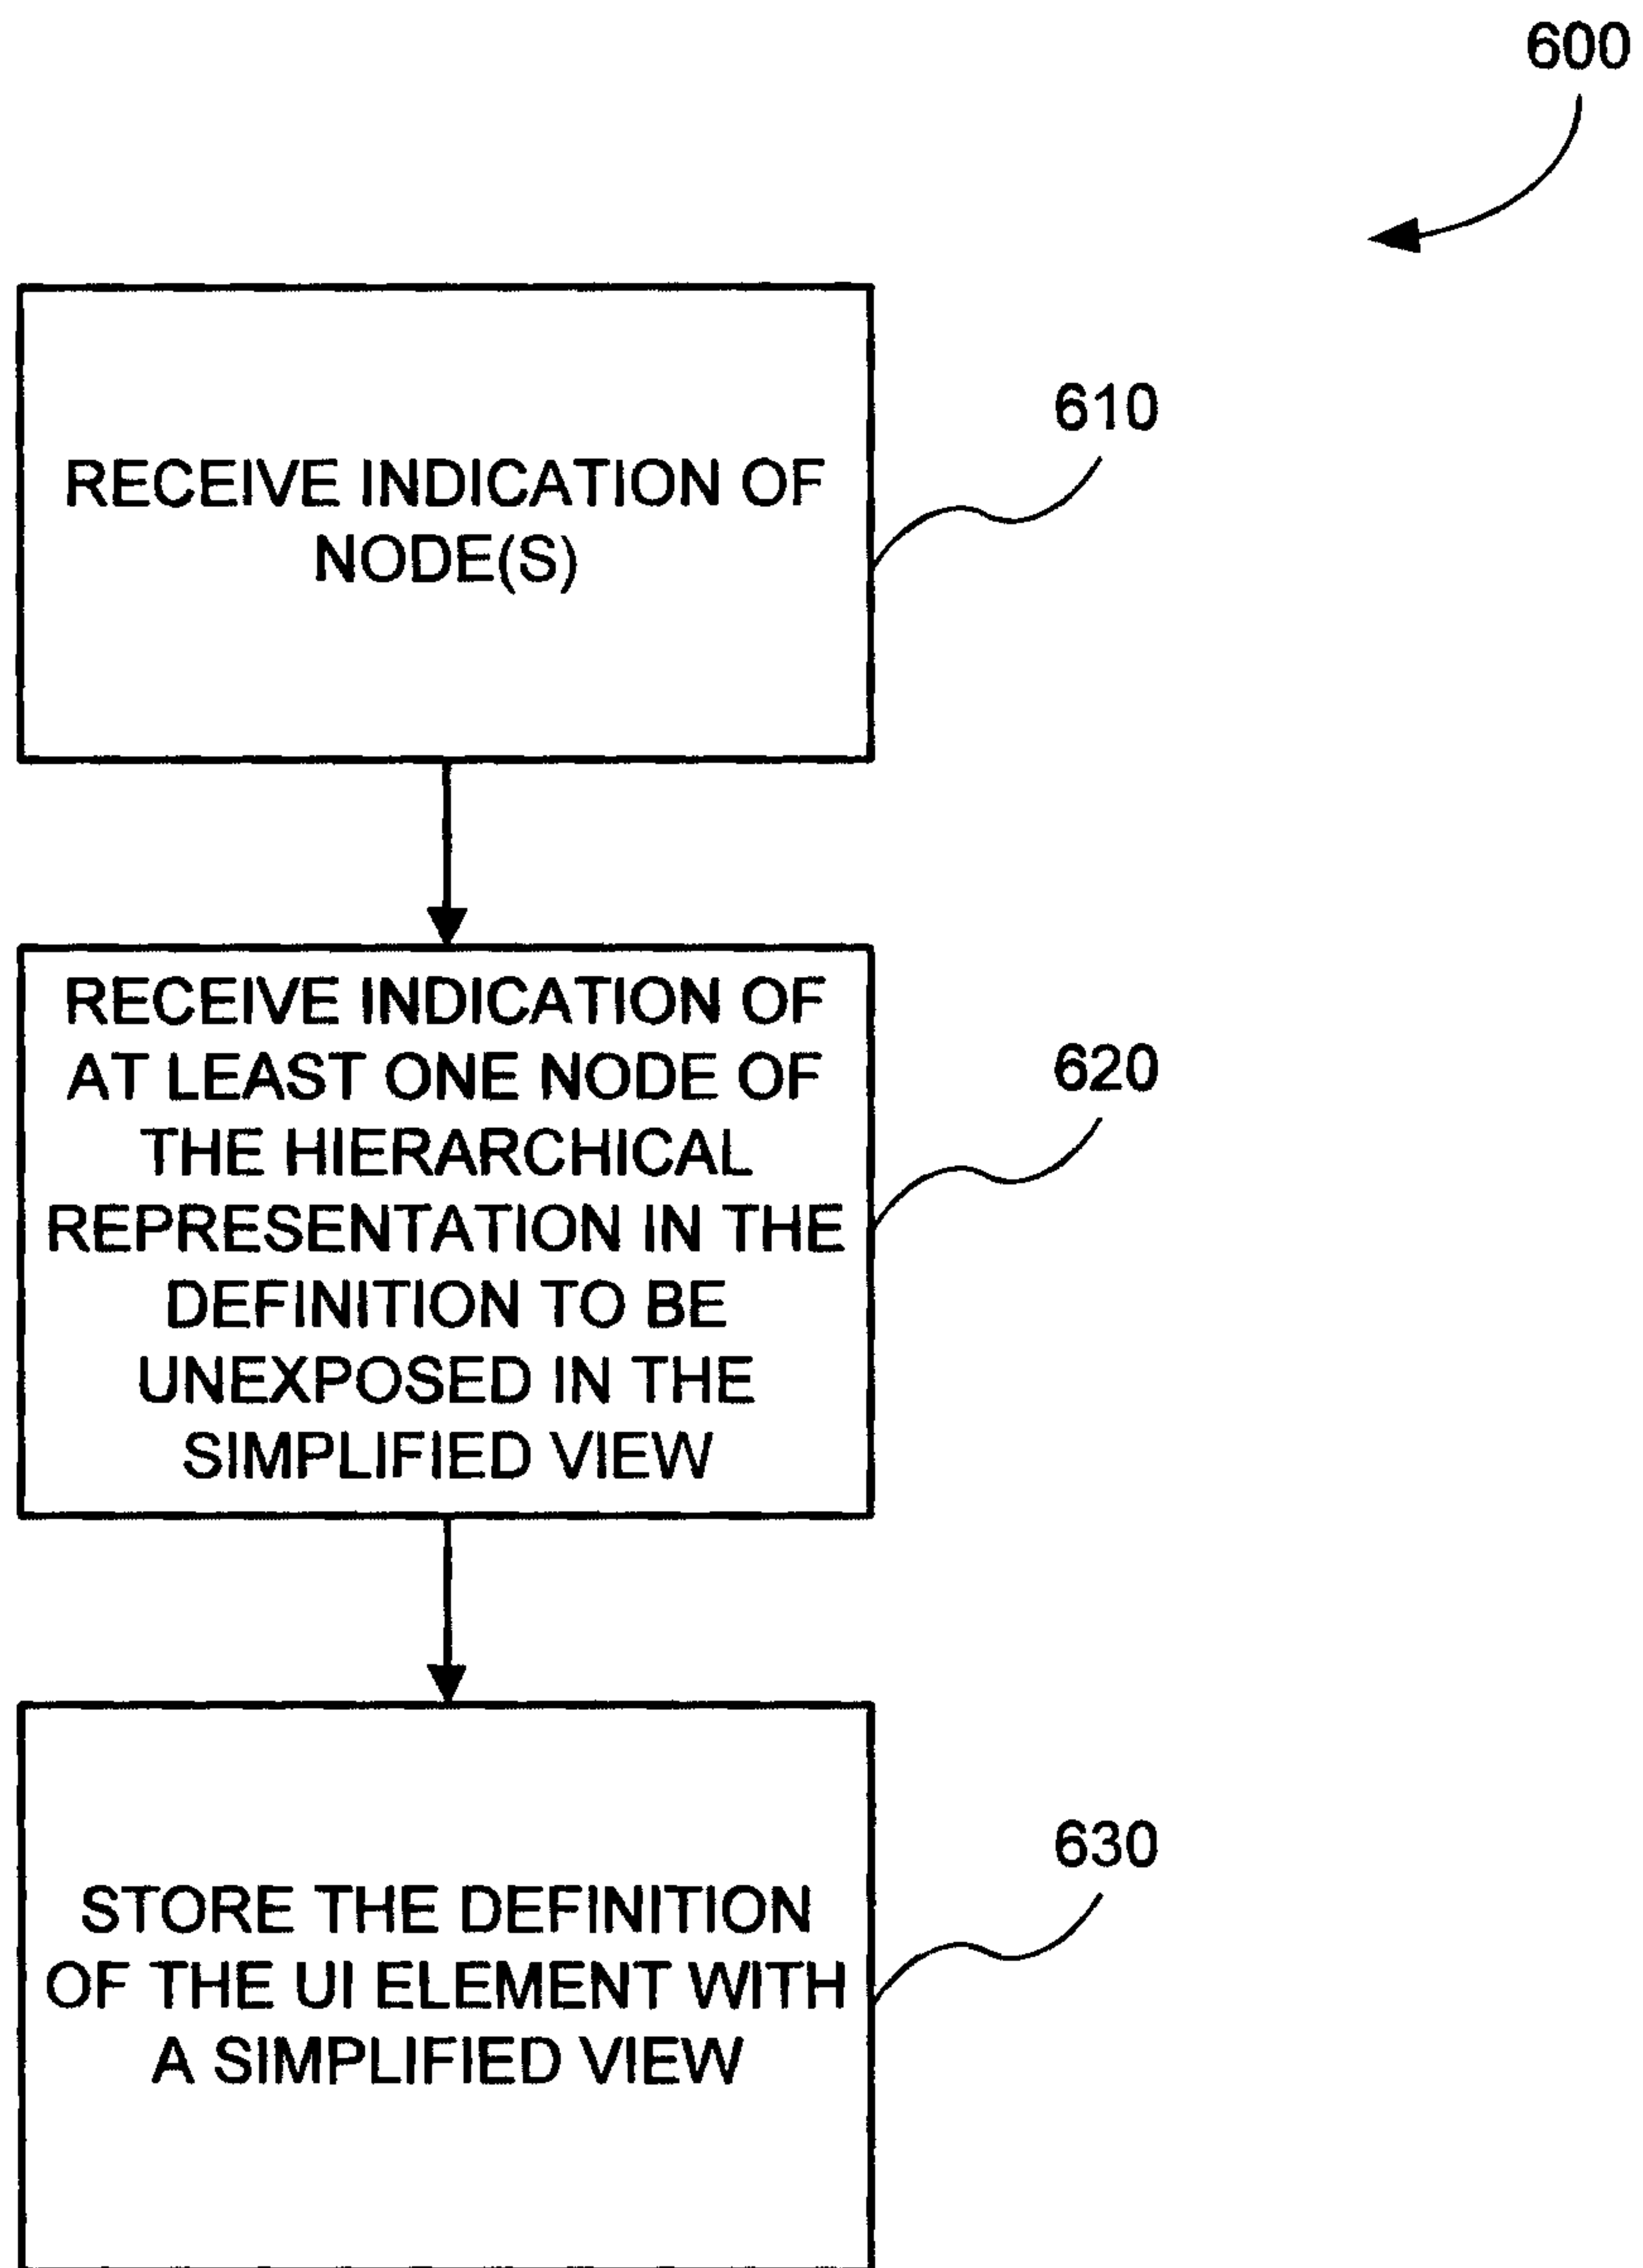 600
RECEIVE INDICATION OF
NODE(S)
610
RECEIVE INDICATION OF
AT LEAST ONE NODE OF
THE HIERARCHICAL
REPRESENTATION IN THE
DEFINITION TO BE
UNEXPOSED IN THE
SIMPLIFIED VIEW
620
STORE THE DEFINITION
OF THE UI ELEMENT WITH
A SIMPLIFIED VIEW
630